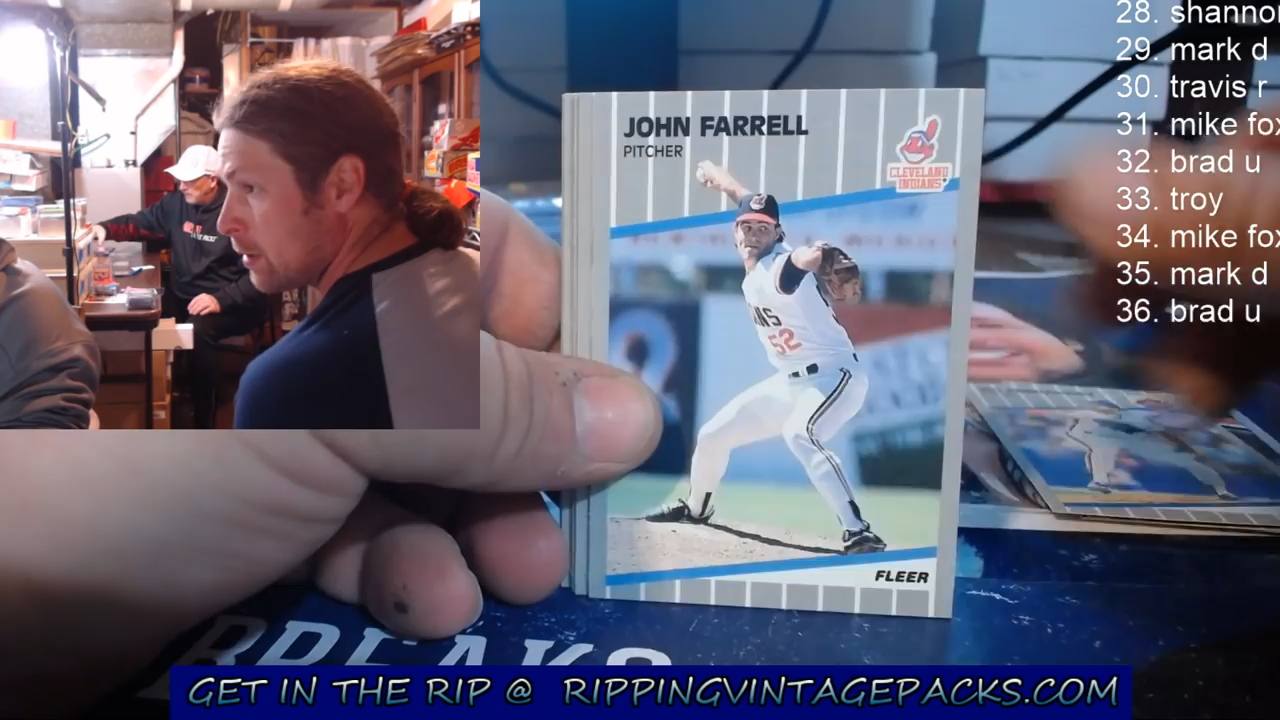 28. shannon
29. mark d
30. travis r
31. mike fox
32. brad u
33. troy
34. mike fox
35. mark d
36. brad u
JOHN FARRELL
PITCHER
CLEVELAND
INDIANS
52
FLEER
BREAKS
GET IN THE RIP @ RIPPINGVINTAGEPACKS.COM